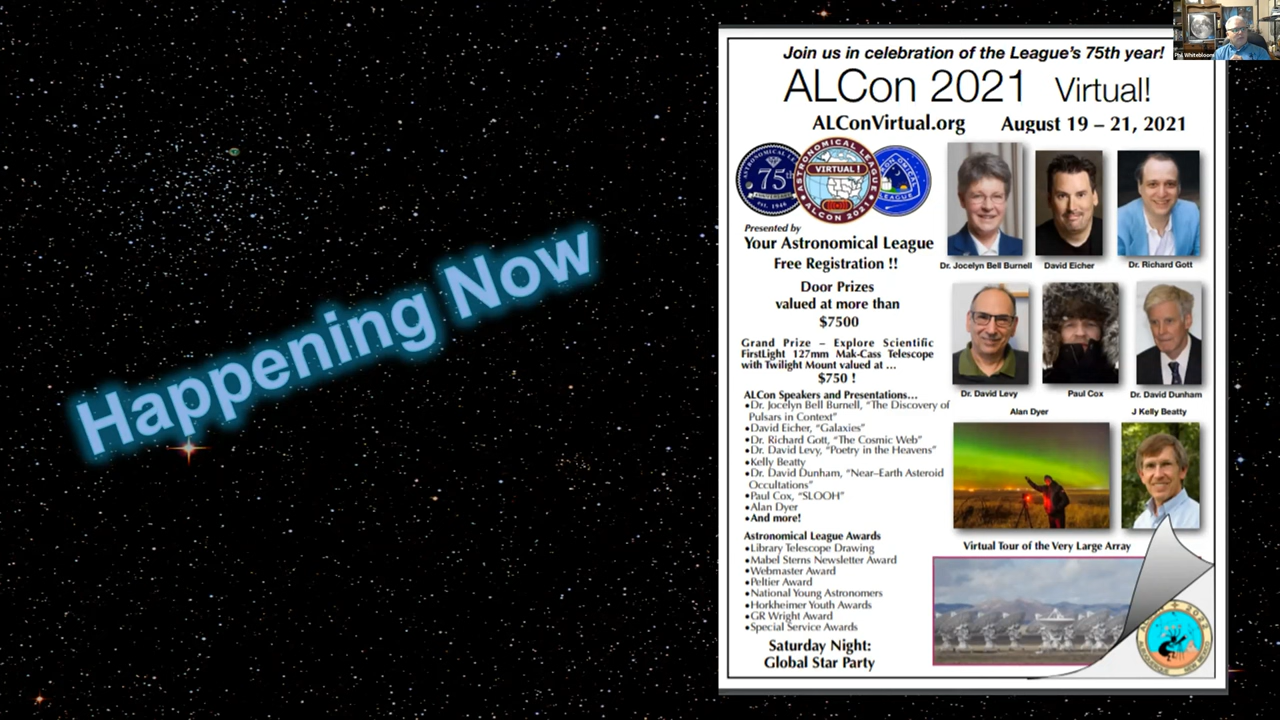 Happening Now
Join us in celebration of the League's 75th year!
ALCon 2021 Virtual!
ALConVirtual.org August 19 – 21, 2021
75th
est. 1946
ASTRONOMICAL LEAGUE
VIRTUAL !
ALCON 2021
Presented by
Your Astronomical League
Free Registration !!
Door Prizes
valued at more than
$7500
Grand Prize – Explore Scientific
FirstLight 127mm Mak-Cass Telescope
with Twilight Mount valued at ...
$750 !
ALCon Speakers and Presentations...
•Dr. Jocelyn Bell Burnell, "The Discovery of
Pulsars in Context"
•David Eicher, "Galaxies"
•Dr. Richard Gott, "The Cosmic Web"
•Dr. David Levy, "Poetry in the Heavens"
•Kelly Beatty
•Dr. David Dunham, "Near–Earth Asteroid
Occultations"
•Paul Cox, "SLOOH"
•Alan Dyer
•And more!
Astronomical League Awards
•Library Telescope Drawing
•Mabel Sterns Newsletter Award
•Webmaster Award
•Peltier Award
•National Young Astronomers
•Horkheimer Youth Awards
•GR Wright Award
•Special Service Awards
Saturday Night:
Global Star Party
Dr. Jocelyn Bell Burnell David Eicher Dr. Richard Gott
Dr. David Levy Paul Cox Dr. David Dunham
Alan Dyer J Kelly Beatty
Virtual Tour of the Very Large Array